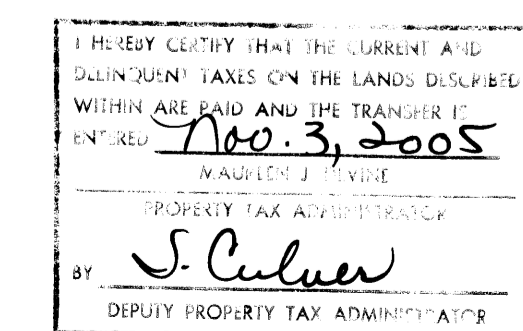 I HEREBY CERTIFY THAT THE CURRENT AND
DELINQUENT TAXES ON THE LANDS DESCRIBED
WITHIN ARE PAID AND THE TRANSFER IS
ENTERED Nov. 3, 2005
MAUREEN J DEVINE
PROPERTY TAX ADMINISTRATOR
BY S. Culver
DEPUTY PROPERTY TAX ADMINISTRATOR